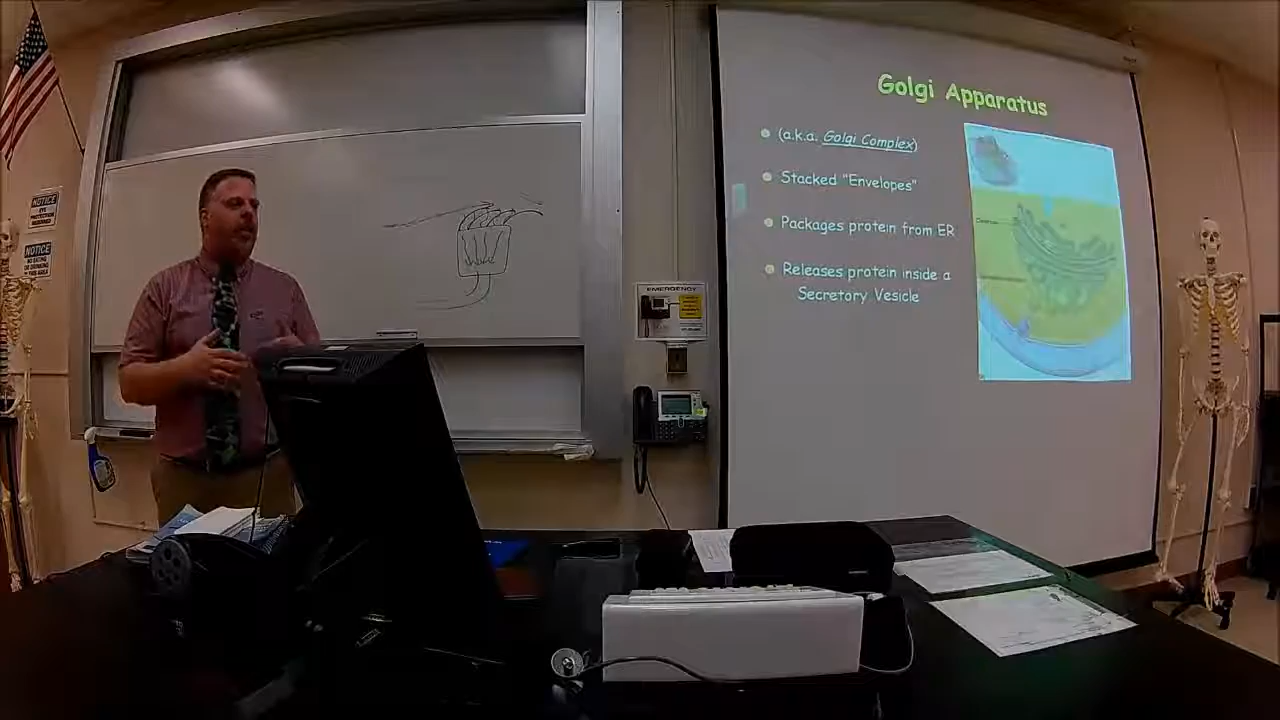 NOTICE
NOTICE
EMERGENCY
Golgi Apparatus
(a.k.a. Golgi Complex)
Stacked "Envelopes"
Packages protein from ER
Releases protein inside a
Secretory Vesicle